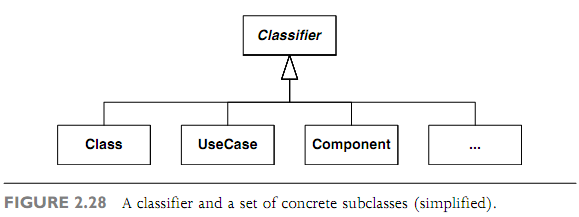 Classifier
Class UseCase Component ...
FIGURE 2.28 A classifier and a set of concrete subclasses (simplified).